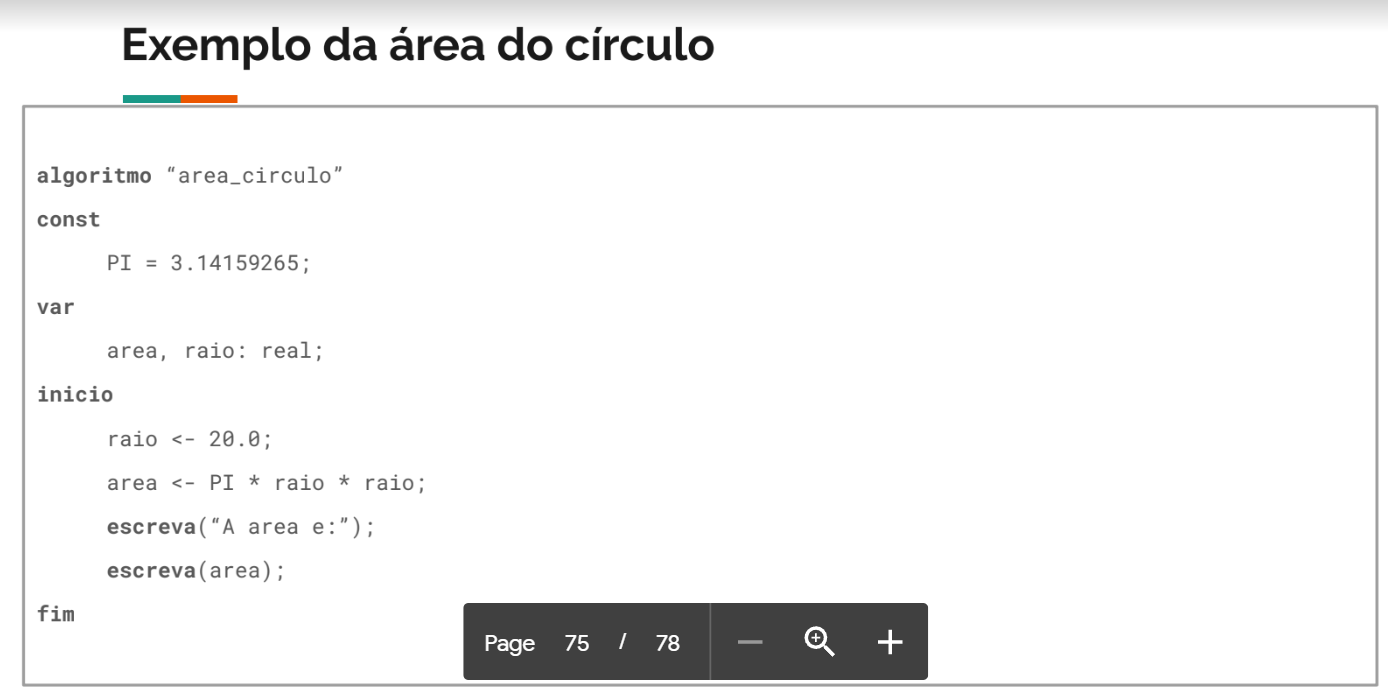 Exemplo da área do círculo
algoritmo “area_circulo”
const
PI = 3.14159265;
var
area, raio: real;
inicio
raio <- 20.0;
area <- PI * raio * raio;
escreva(“A area e:”);
escreva(area);
fim
Page 75 / 78